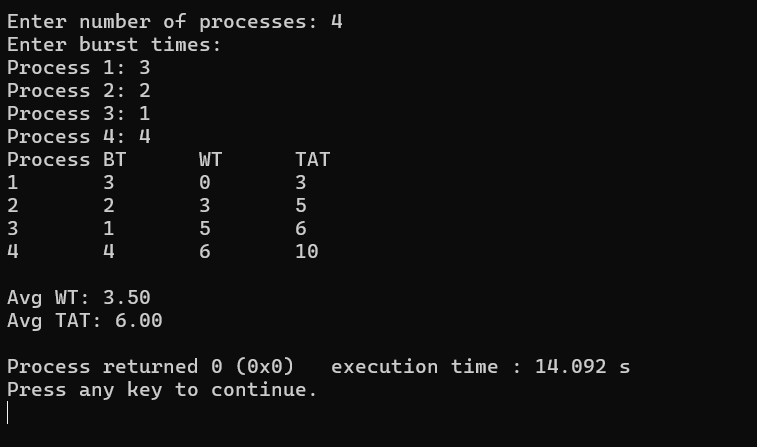 Enter number of processes: 4
Enter burst times:
Process 1: 3
Process 2: 2
Process 3: 1
Process 4: 4
Process BT      WT      TAT
1       3       0       3
2       2       3       5
3       1       5       6
4       4       6       10

Avg WT: 3.50
Avg TAT: 6.00

Process returned 0 (0x0)   execution time : 14.092 s
Press any key to continue.